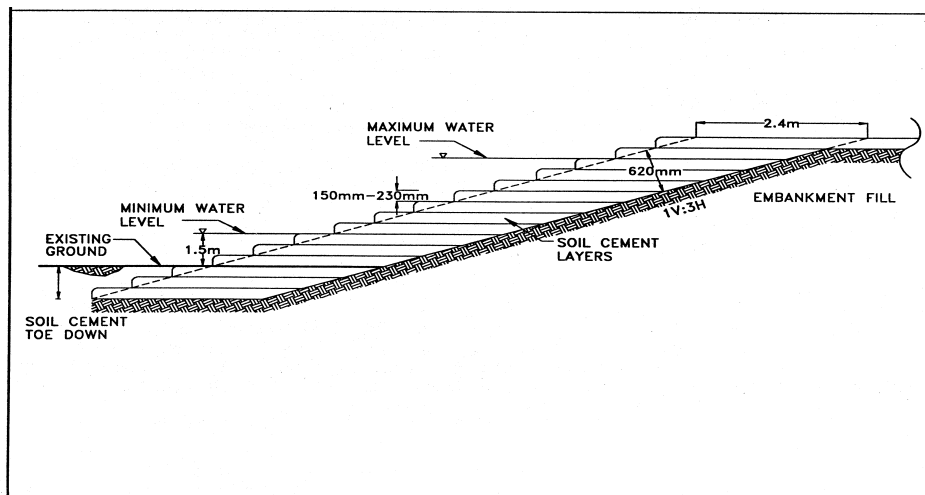 2.4m
MAXIMUM WATER
LEVEL
620mm
150mm-230mm
EMBANKMENT FILL
1V:3H
MINIMUM WATER
LEVEL
SOIL CEMENT
LAYERS
EXISTING
GROUND
1.5m
SOIL CEMENT
TOE DOWN